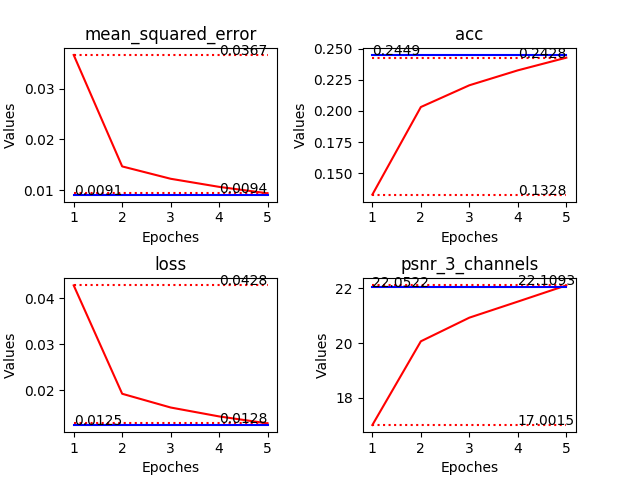 mean_squared_error
0.0367
0.03
0.02
0.01
0.0091
0.0094
Values
1 2 3 4 5
Epoches
acc
0.250
0.2449
0.2428
0.225
0.200
0.175
0.150
0.1328
Values
1 2 3 4 5
Epoches
loss
0.0428
0.04
0.03
0.02
0.0125
0.0128
Values
1 2 3 4 5
Epoches
psnr_3_channels
22
22.0522
22.1093
20
18
17.0015
Values
1 2 3 4 5
Epoches